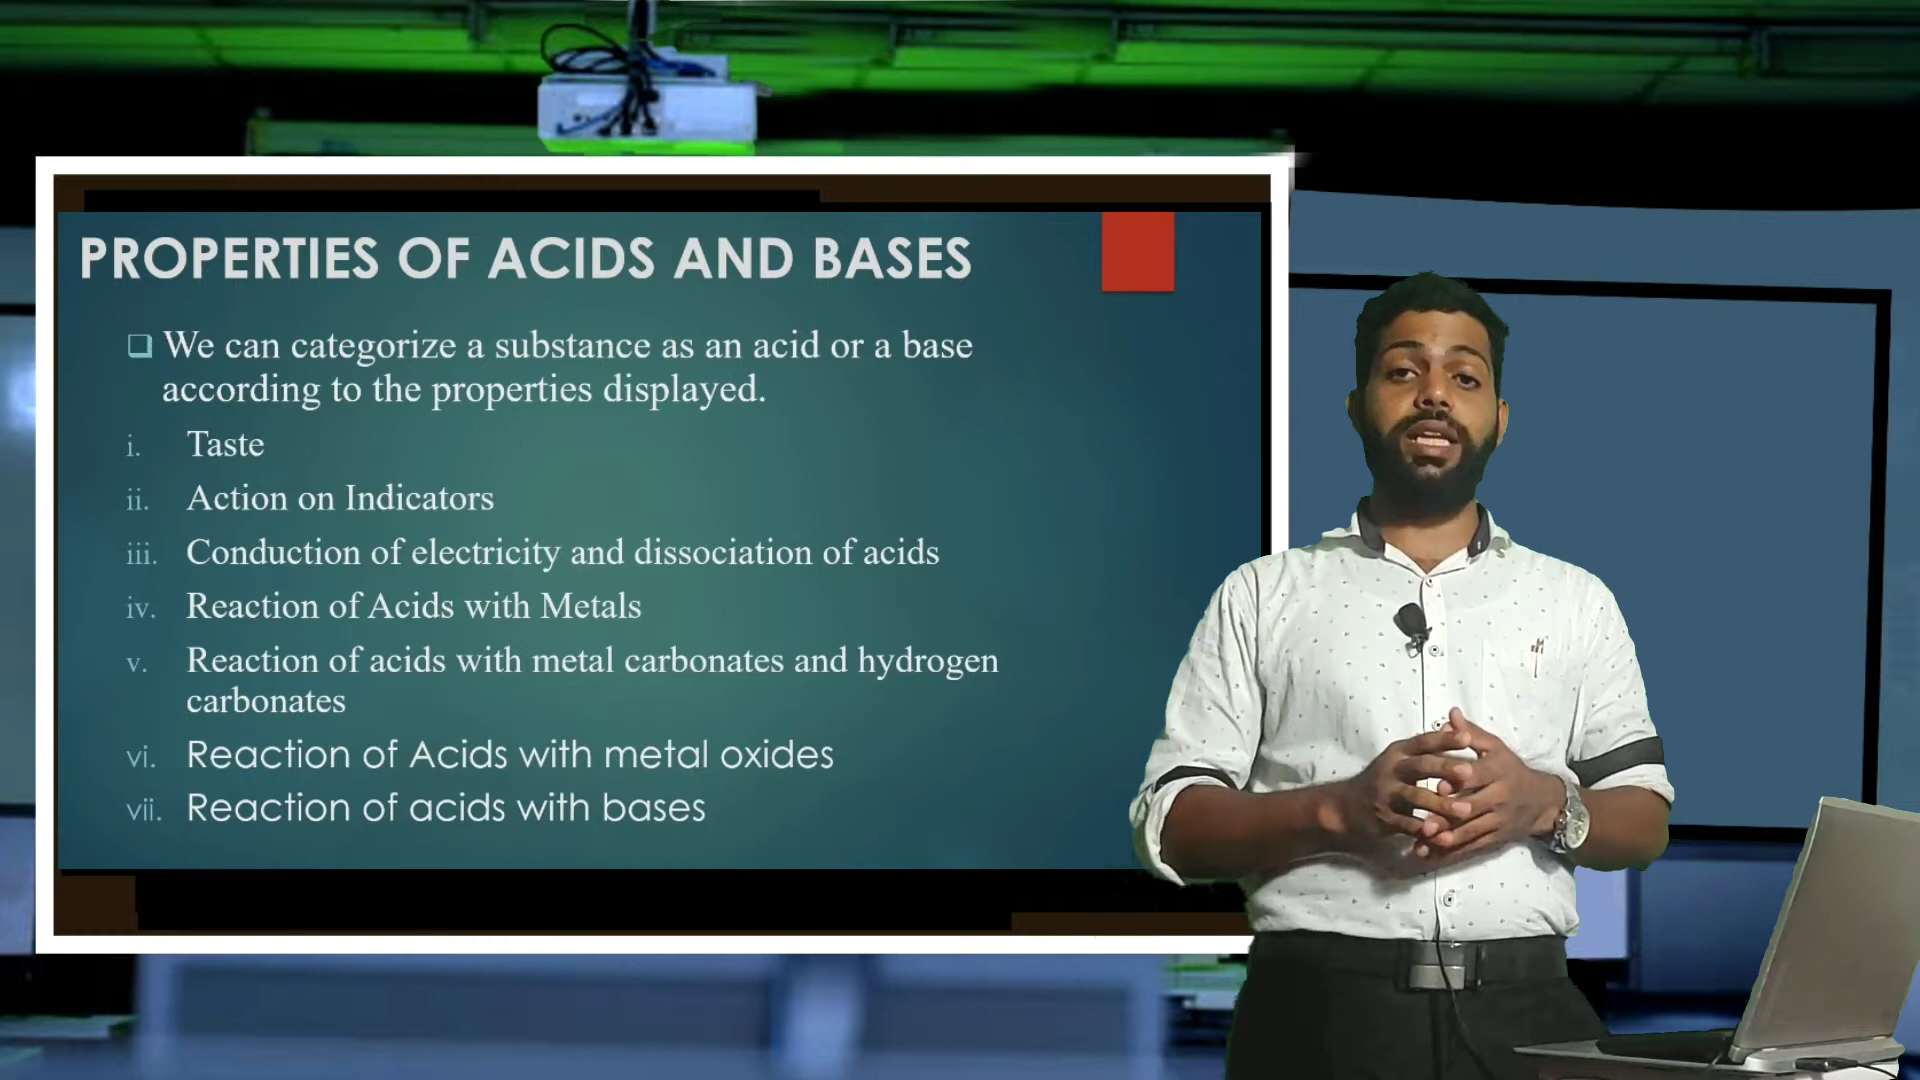 PROPERTIES OF ACIDS AND BASES
❑ We can categorize a substance as an acid or a base
according to the properties displayed.
i. Taste
ii. Action on Indicators
iii. Conduction of electricity and dissociation of acids
iv. Reaction of Acids with Metals
v. Reaction of acids with metal carbonates and hydrogen
carbonates
vi. Reaction of Acids with metal oxides
vii. Reaction of acids with bases